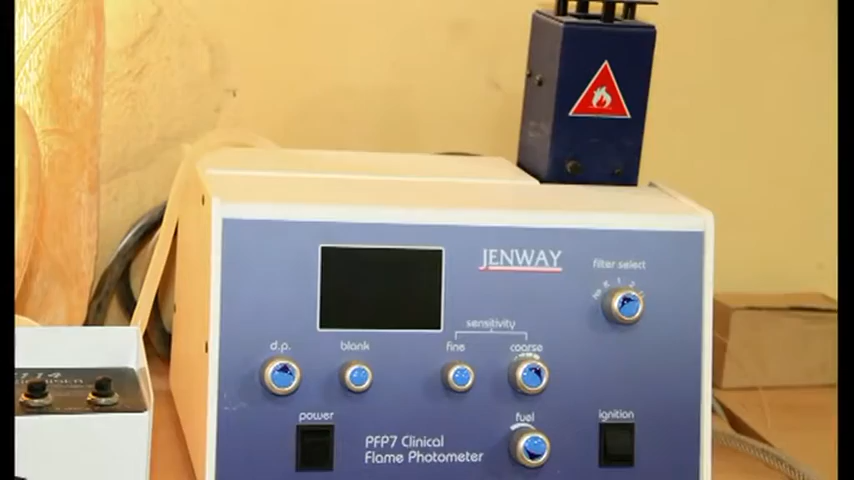 JENWAY
filter select
sensitivity
d.p.
blank
fine
coarse
power
fuel
ignition
PFP7 Clinical
Flame Photometer